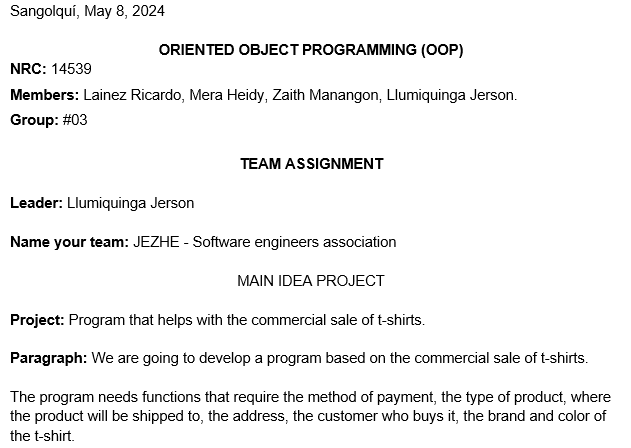 Sangolquí, May 8, 2024
ORIENTED OBJECT PROGRAMMING (OOP)
NRC: 14539
Members: Lainez Ricardo, Mera Heidy, Zaith Manangon, Llumiquinga Jerson.
Group: #03
TEAM ASSIGNMENT
Leader: Llumiquinga Jerson
Name your team: JEZHE - Software engineers association
MAIN IDEA PROJECT
Project: Program that helps with the commercial sale of t-shirts.
Paragraph: We are going to develop a program based on the commercial sale of t-shirts.
The program needs functions that require the method of payment, the type of product, where
the product will be shipped to, the address, the customer who buys it, the brand and color of
the t-shirt.